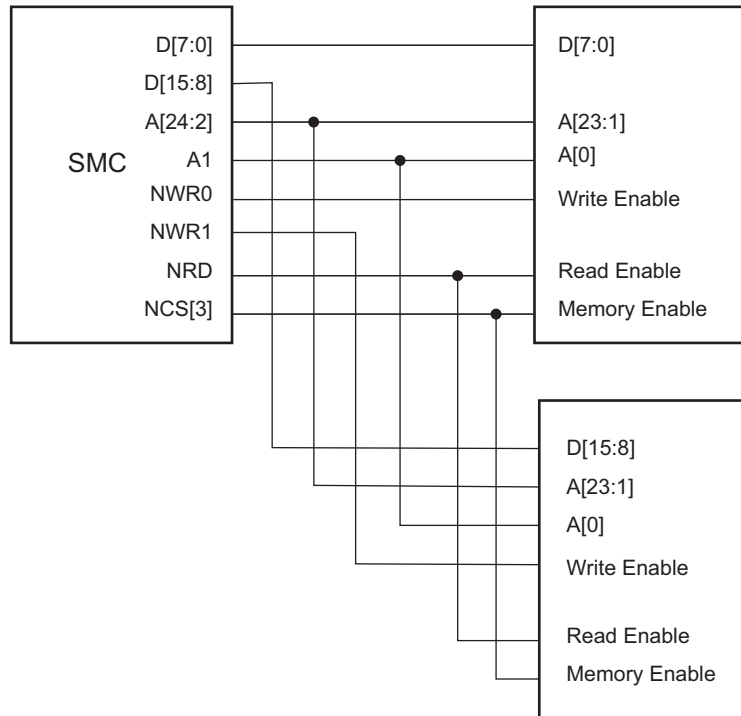 D[7:0]
D[15:8]
A[24:2]
SMC
A1
NWR0
NWR1
NRD
NCS[3]
D[7:0]
A[23:1]
A[0]
Write Enable
Read Enable
Memory Enable
D[15:8]
A[23:1]
A[0]
Write Enable
Read Enable
Memory Enable